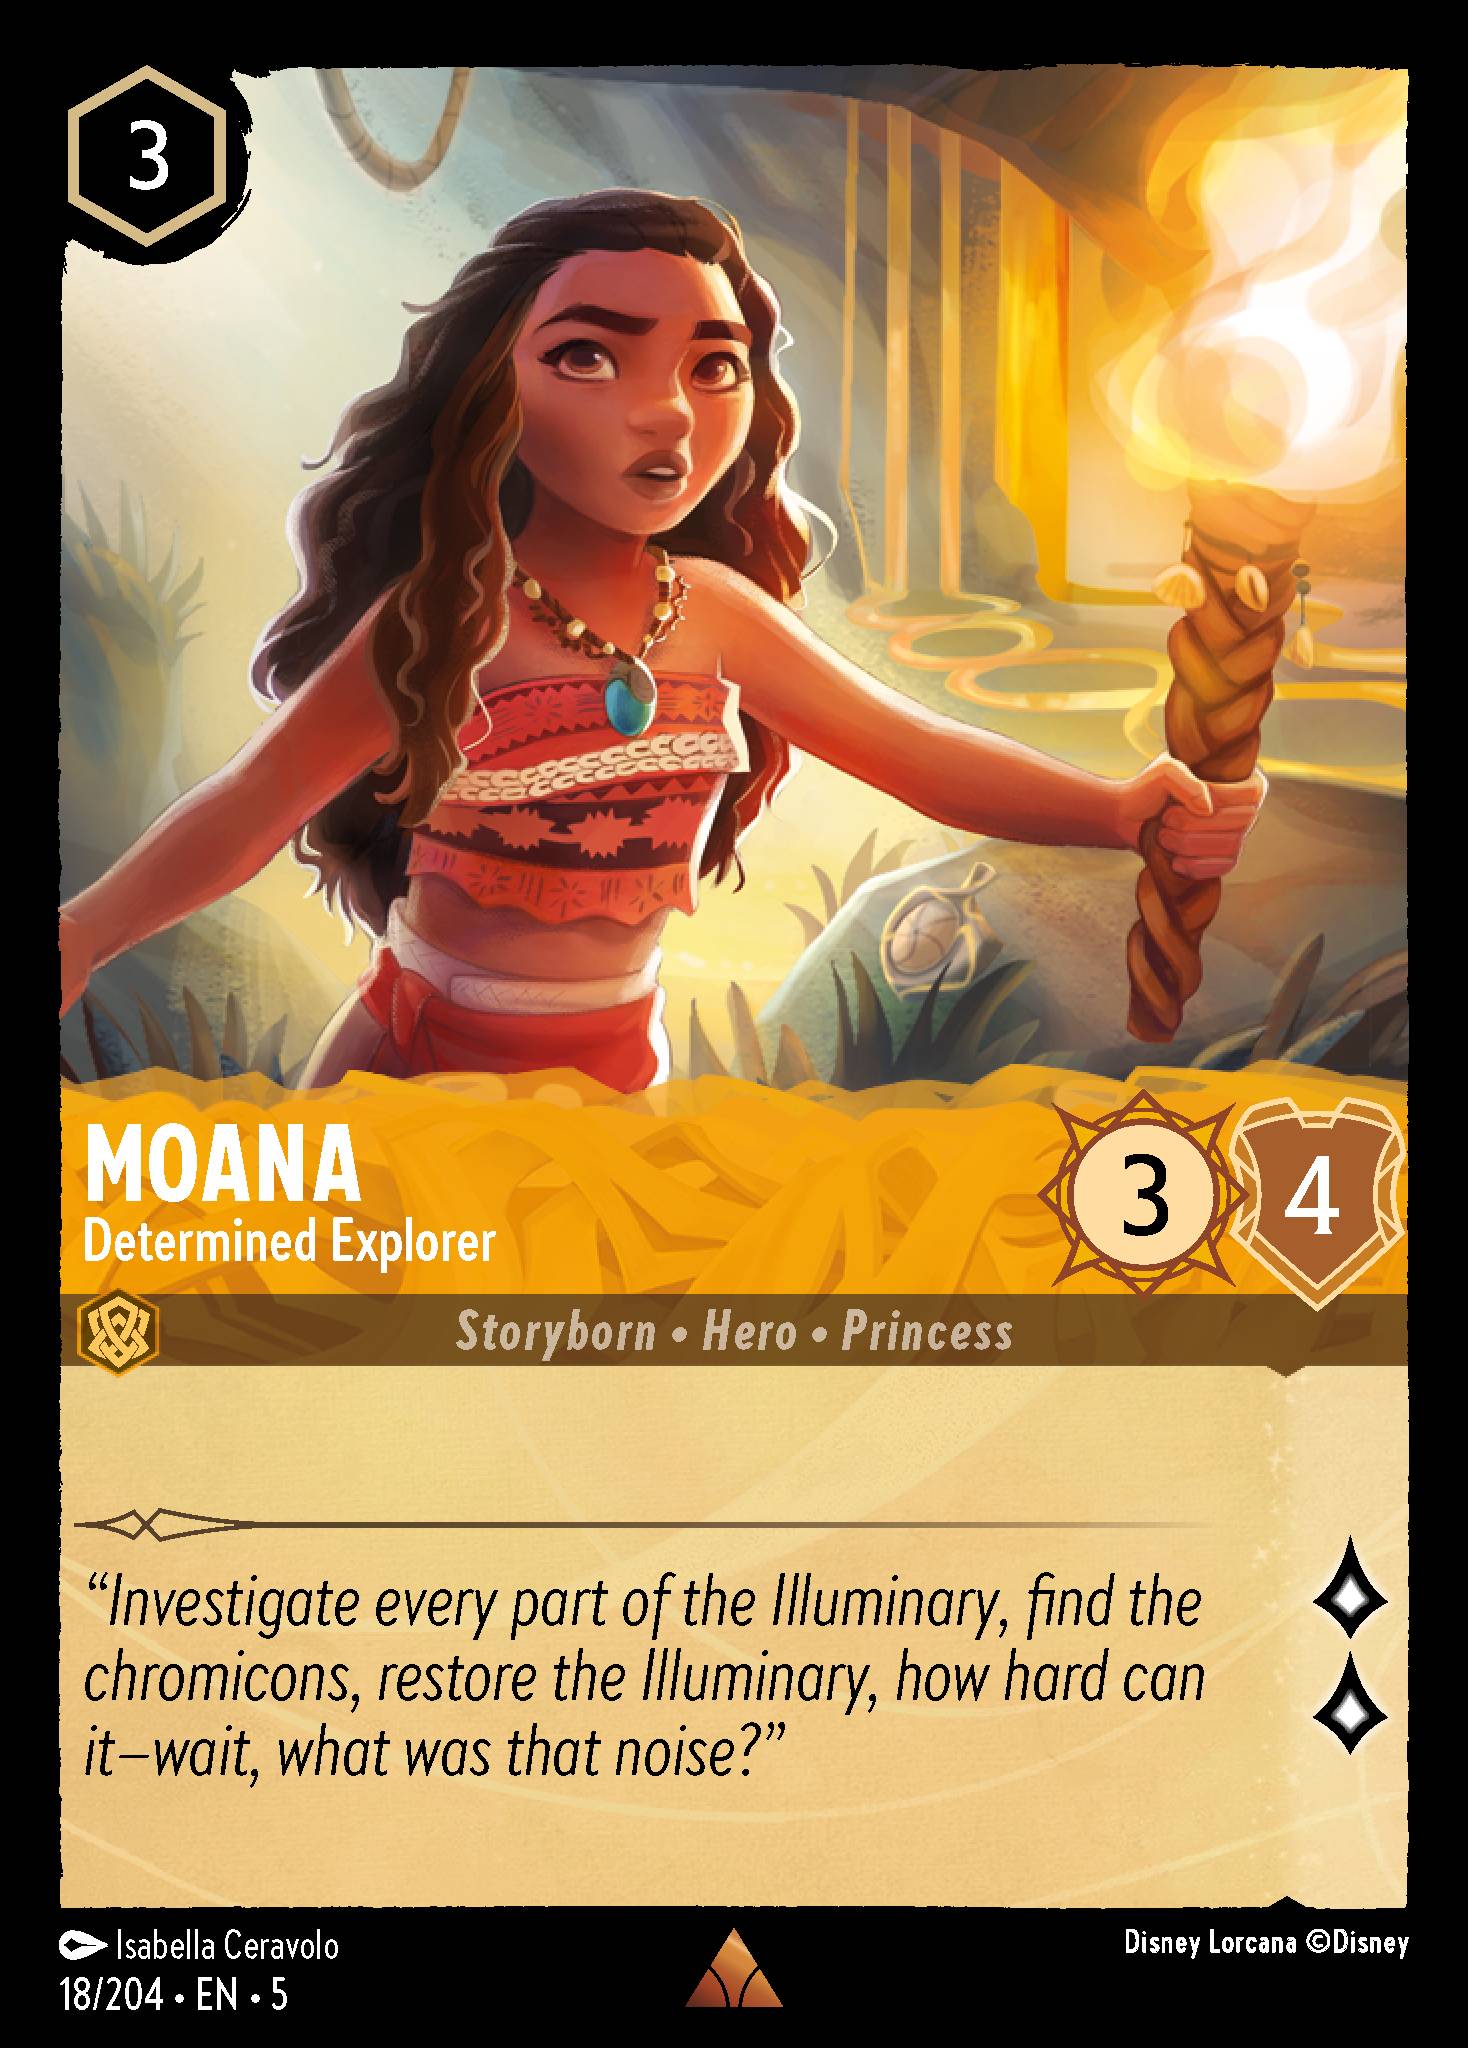 3
MOANA
Determined Explorer
3
4
Storyborn • Hero • Princess
“Investigate every part of the Illuminary, find the
chromicons, restore the Illuminary, how hard can
it—wait, what was that noise?”
Isabella Ceravolo
Disney Lorcana ©Disney
18/204 • EN • 5